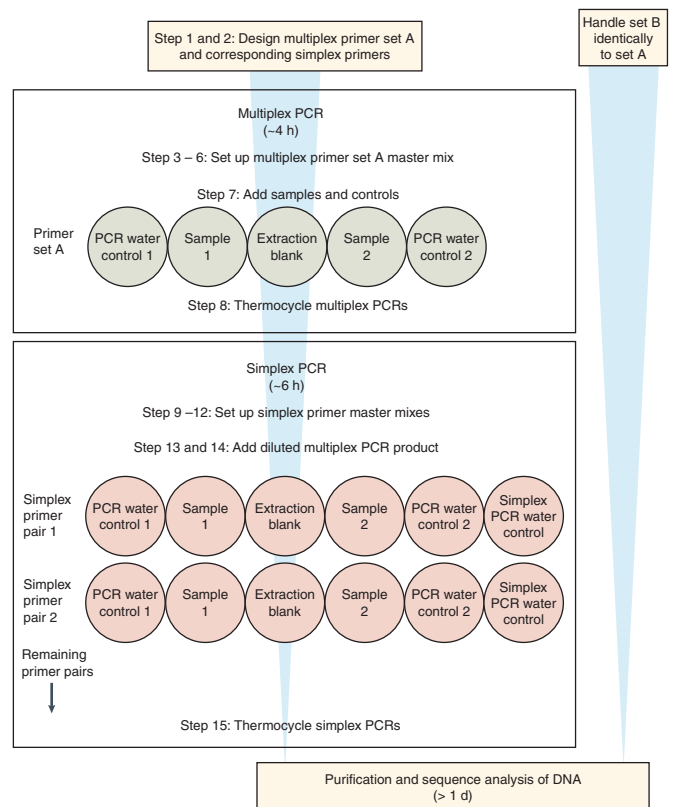 Step 1 and 2: Design multiplex primer set A
and corresponding simplex primers
Handle set B
identically
to set A
Multiplex PCR
(~4 h)
Step 3 – 6: Set up multiplex primer set A master mix
Step 7: Add samples and controls
Primer
set A
PCR water
control 1
Sample
1
Extraction
blank
Sample
2
PCR water
control 2
Step 8: Thermocycle multiplex PCRs
Simplex PCR
(~6 h)
Step 9 –12: Set up simplex primer master mixes
Step 13 and 14: Add diluted multiplex PCR product
Simplex
primer
pair 1
PCR water
control 1
Sample
1
Extraction
blank
Sample
2
PCR water
control 2
Simplex
PCR water
control
Simplex
primer
pair 2
PCR water
control 1
Sample
1
Extraction
blank
Sample
2
PCR water
control 2
Simplex
PCR water
control
Remaining
primer pairs
Step 15: Thermocycle simplex PCRs
Purification and sequence analysis of DNA
(> 1 d)